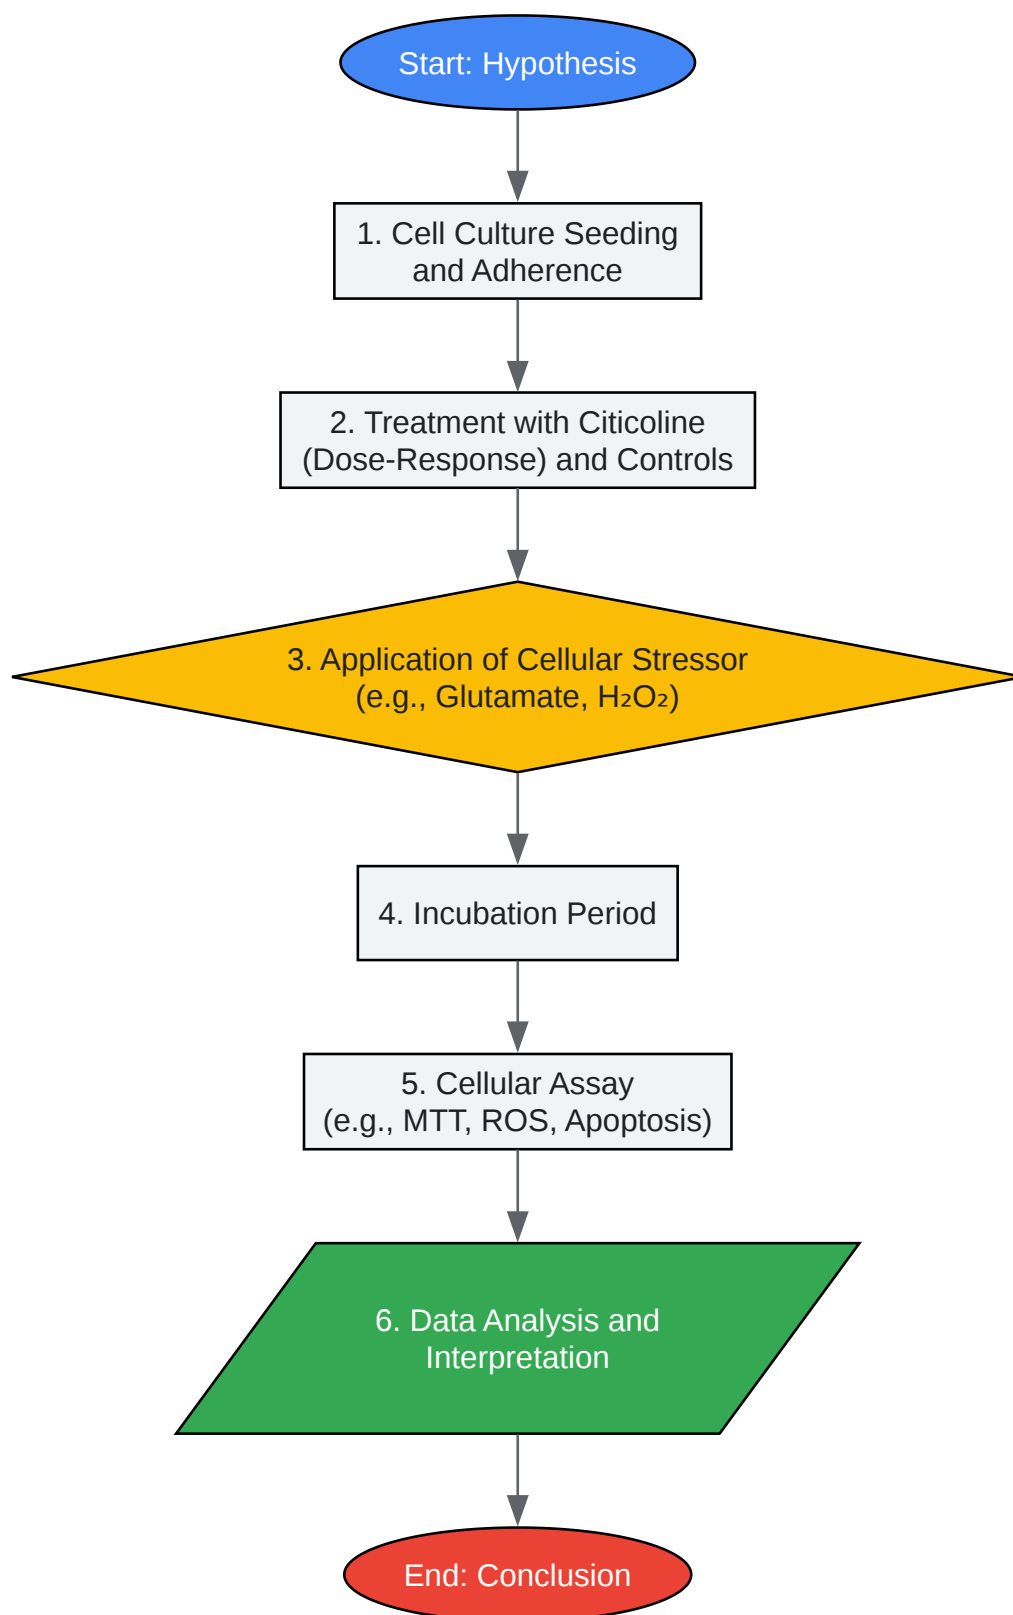 Start: Hypothesis
1. Cell Culture Seeding
and Adherence
2. Treatment with Citicoline
(Dose-Response) and Controls
3. Application of Cellular Stressor
(e.g., Glutamate, H₂O₂)
4. Incubation Period
5. Cellular Assay
(e.g., MTT, ROS, Apoptosis)
6. Data Analysis and
Interpretation
End: Conclusion